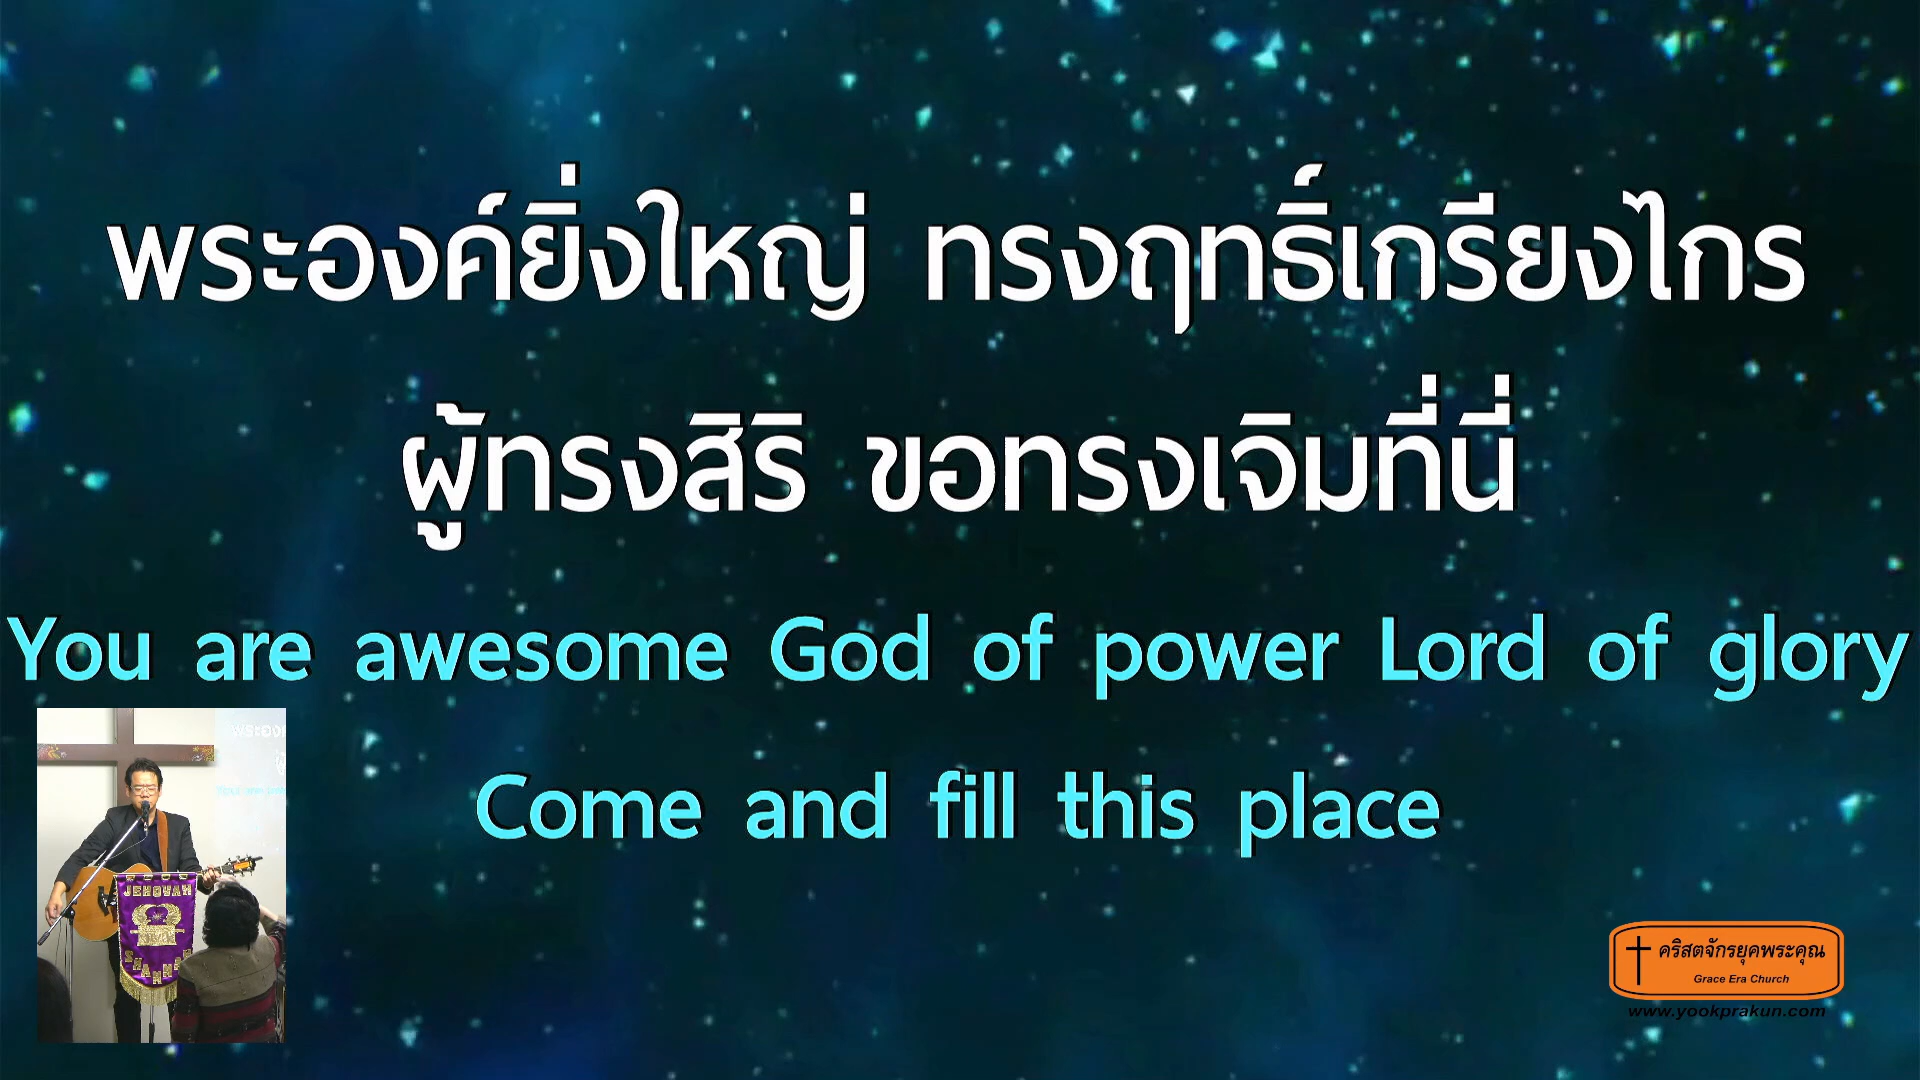 พระองค์ยิ่งใหญ่ ทรงฤทธิ์เกรียงไกร
ผู้ทรงสิริ ขอทรงเจิมที่นี่
You are awesome God of power Lord of glory
Come and fill this place
JEHOVAH
SHAMMAH
คริสตจักรยุคพระคุณ
Grace Era Church
www.yookprakun.com